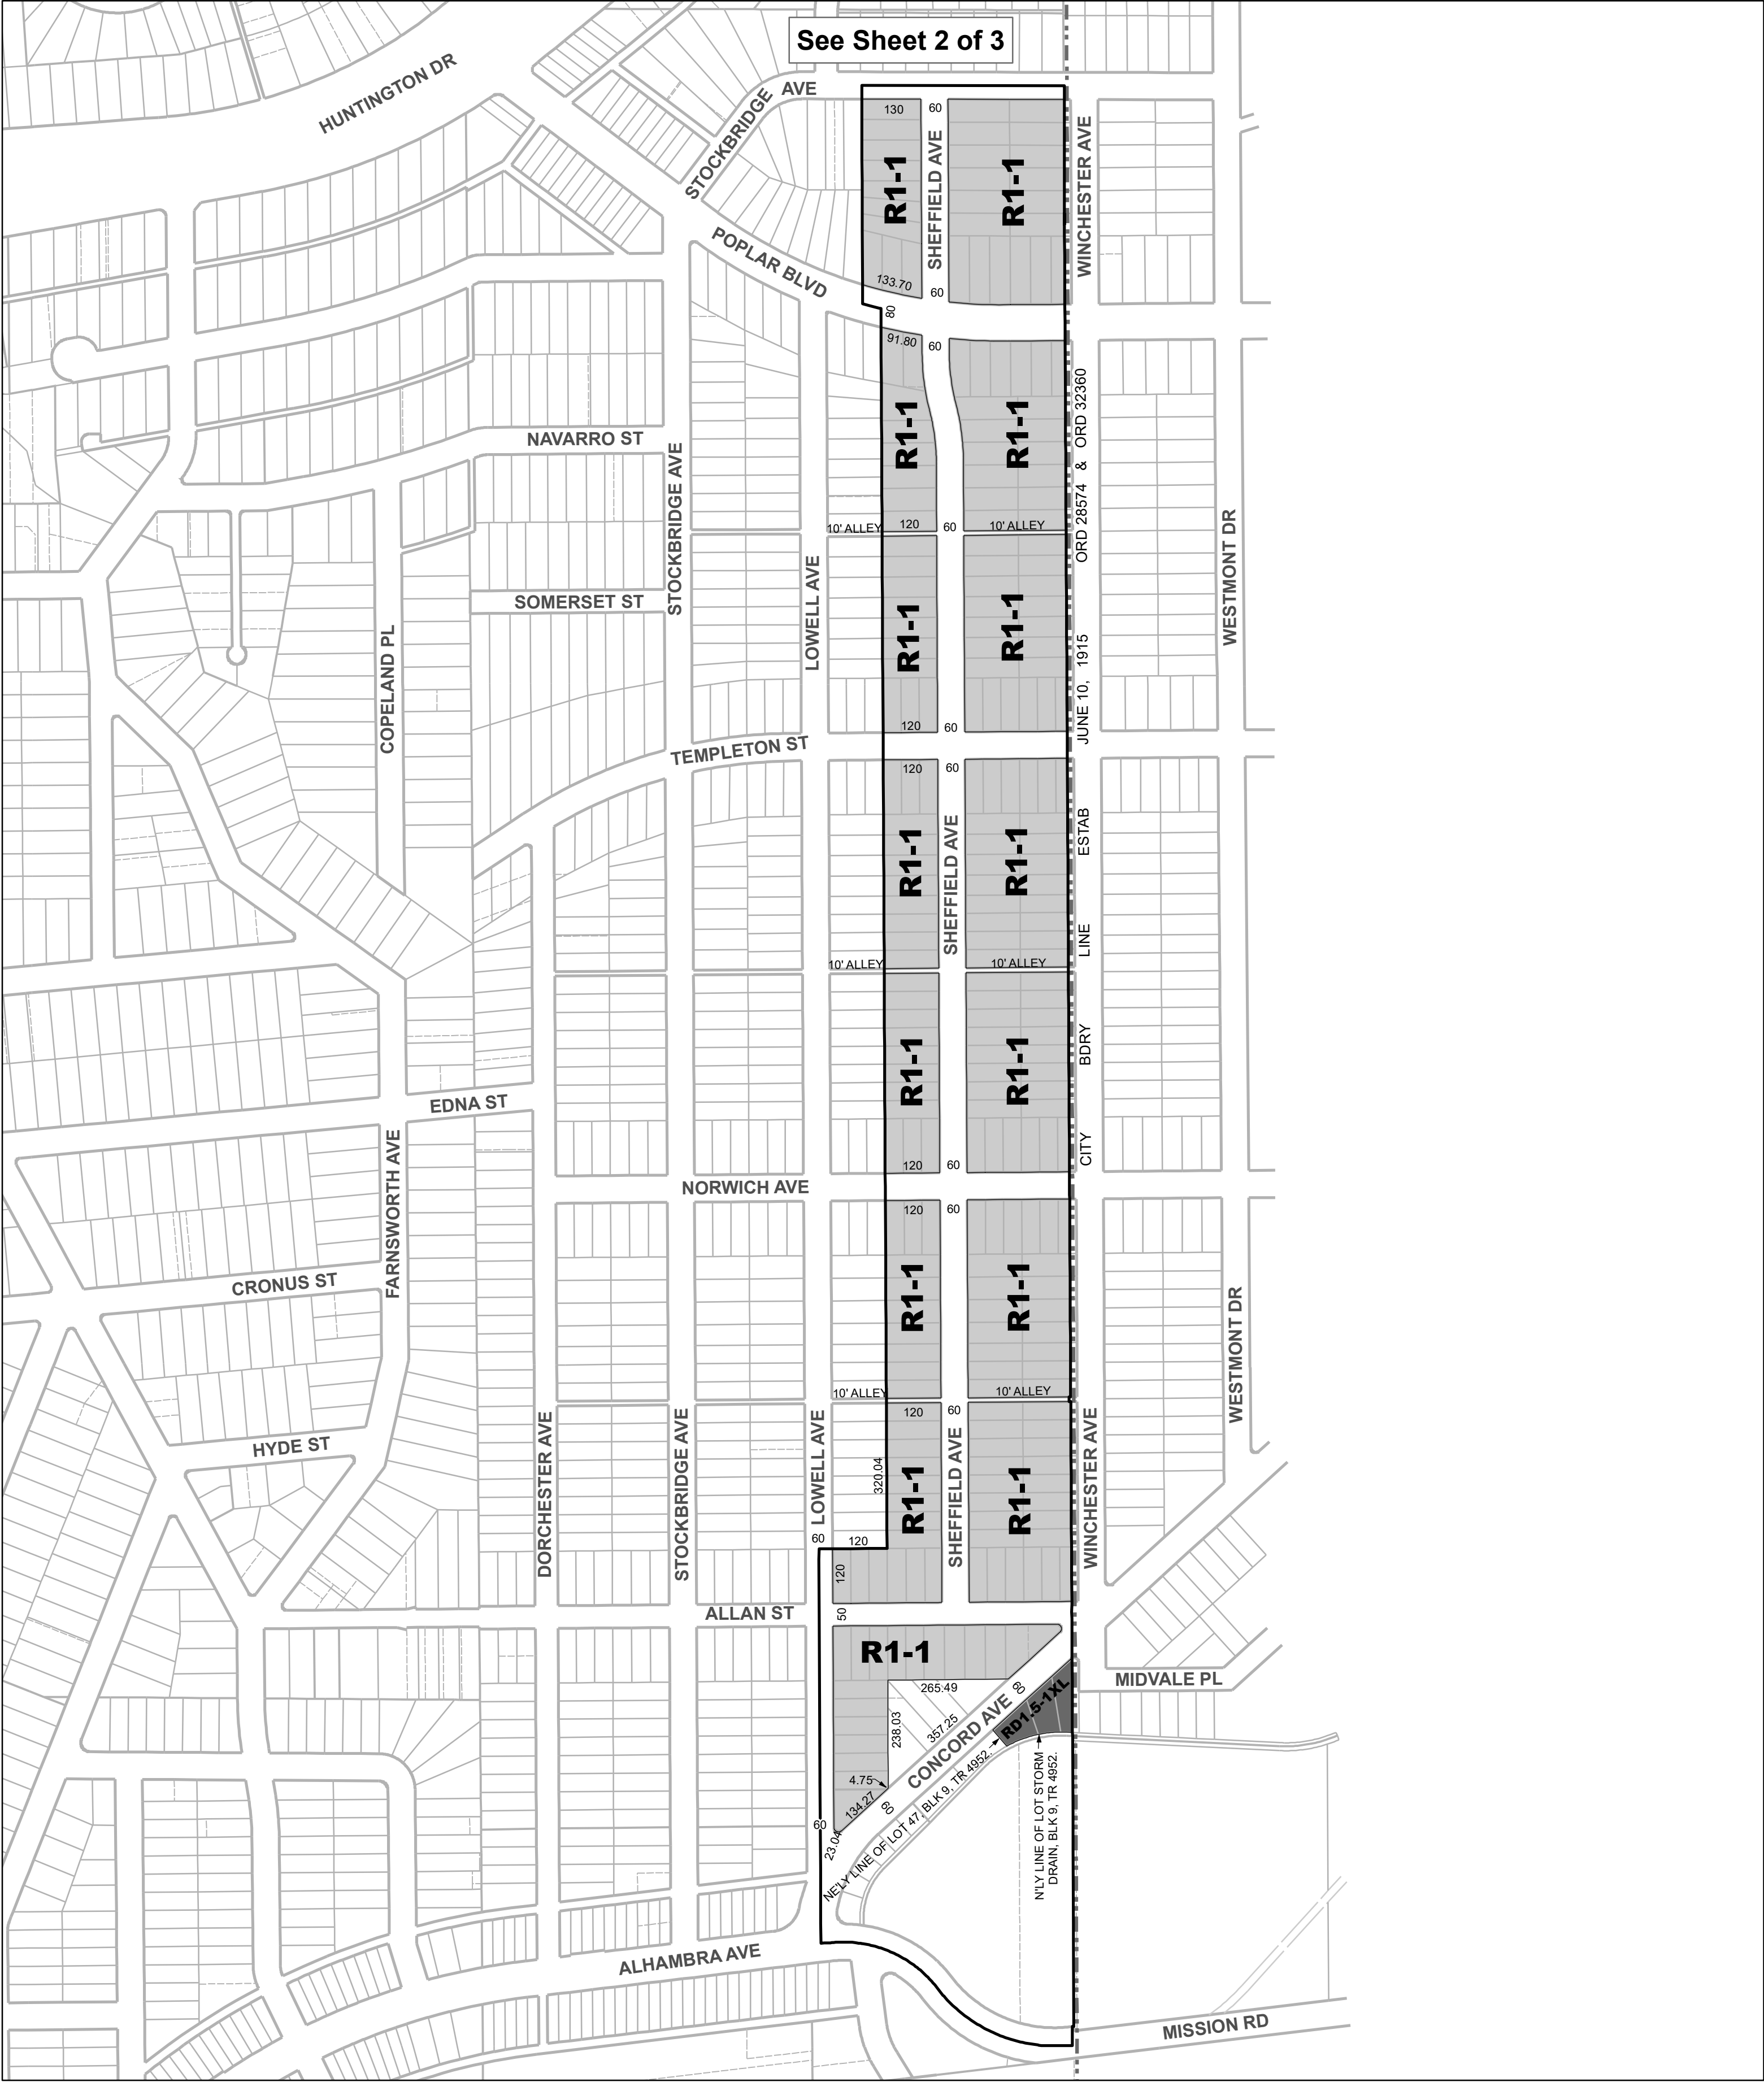 See Sheet 2 of 3
HUNTINGTON DR
STOCKBRIDGE AVE
130
60
R1-1
SHEFFIELD AVE
R1-1
WINCHESTER AVE
POPLAR BLVD
133.70
60
80
91.80
60
R1-1
R1-1
ORD 28574 & ORD 32360
NAVARRO ST
STOCKBRIDGE AVE
10' ALLEY
120
60
10' ALLEY
WESTMONT DR
SOMERSET ST
LOWELL AVE
R1-1
R1-1
COPELAND PL
JUNE 10, 1915
120
60
TEMPLETON ST
120
60
R1-1
SHEFFIELD AVE
R1-1
ESTAB
LINE
10' ALLEY
10' ALLEY
R1-1
R1-1
BDRY
EDNA ST
FARNSWORTH AVE
CITY
120
60
NORWICH AVE
120
60
CRONUS ST
R1-1
R1-1
WESTMONT DR
10' ALLEY
10' ALLEY
120
60
HYDE ST
DORCHESTER AVE
STOCKBRIDGE AVE
LOWELL AVE
320.04
R1-1
SHEFFIELD AVE
R1-1
WINCHESTER AVE
60
120
120
ALLAN ST
50
R1-1
MIDVALE PL
265.49
60
RD1.5-1XL
238.03
357.25
CONCORD AVE
4.75
134.27
60
60
23.04
NE'LY LINE OF LOT 47, BLK 9, TR 4952.
N'LY LINE OF LOT STORM
DRAIN, BLK 9, TR 4952.
ALHAMBRA AVE
MISSION RD